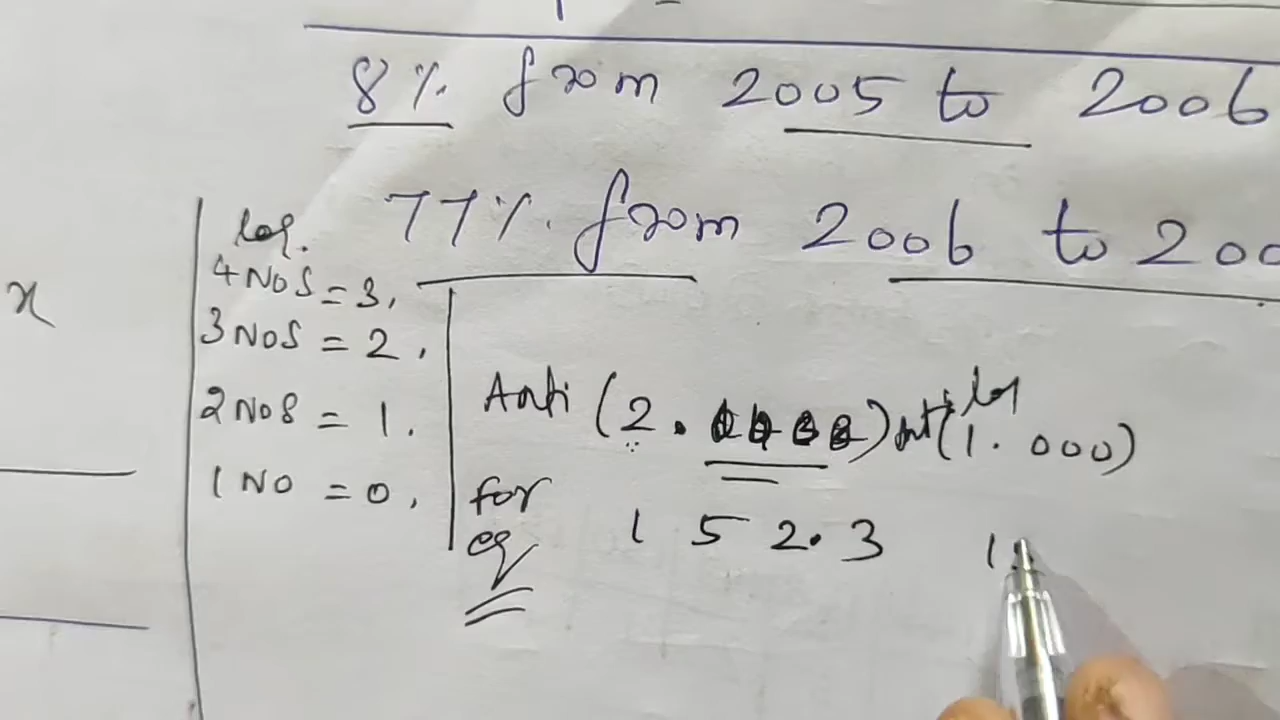 8% from 2005 to 2006
77% from 2006 to 200
x
log.
4 NOS = 3.
3 NOS = 2.
2 NOS = 1.
1 NO = 0.
Anti (2. ) log (1.000)
for eg
1 5 2.3
1